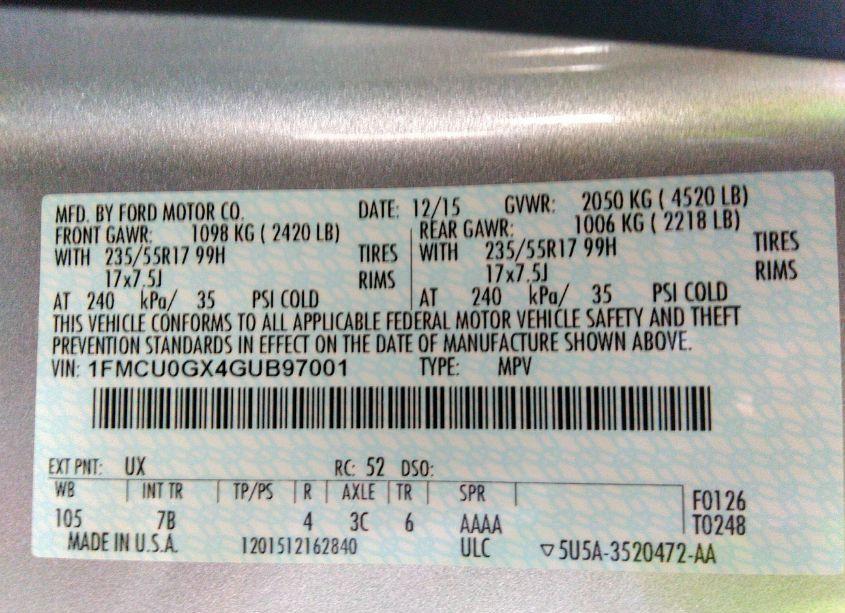 MFD. BY FORD MOTOR CO. DATE: 12/15 GVWR: 2050 KG ( 4520 LB)
FRONT GAWR: 1098 KG ( 2420 LB) REAR GAWR: 1006 KG ( 2218 LB)
WITH 235/55R17 99H TIRES WITH 235/55R17 99H TIRES
17x7.5J RIMS 17x7.5J RIMS
AT 240 kPa/ 35 PSI COLD AT 240 kPa/ 35 PSI COLD
THIS VEHICLE CONFORMS TO ALL APPLICABLE FEDERAL MOTOR VEHICLE SAFETY AND THEFT
PREVENTION STANDARDS IN EFFECT ON THE DATE OF MANUFACTURE SHOWN ABOVE.
VIN: 1FMCU0GX4GUB97001 TYPE: MPV
EXT PNT: UX RC: 52 DSO:
WB INT TR TP/PS R AXLE TR SPR F0126
105 7B 4 3C 6 AAAA T0248
MADE IN U.S.A. 1201512162840 ULC ▽5U5A-3520472-AA